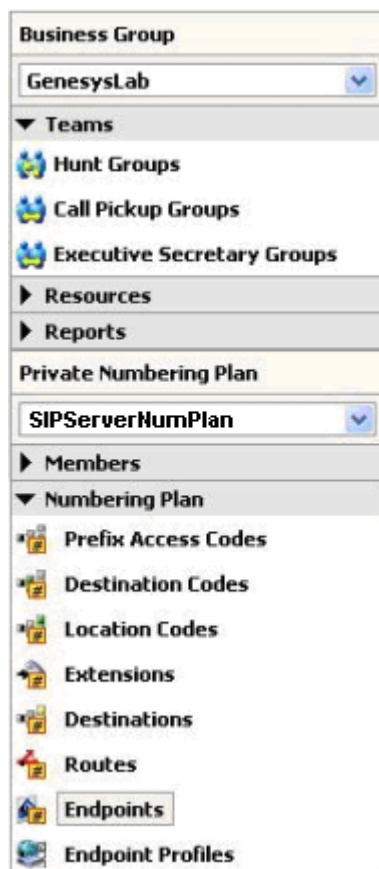 Business Group
GenesysLab
Teams
Hunt Groups
Call Pickup Groups
Executive Secretary Groups
Resources
Reports
Private Numbering Plan
SIPServerNumPlan
Members
Numbering Plan
Prefix Access Codes
Destination Codes
Location Codes
Extensions
Destinations
Routes
Endpoints
Endpoint Profiles